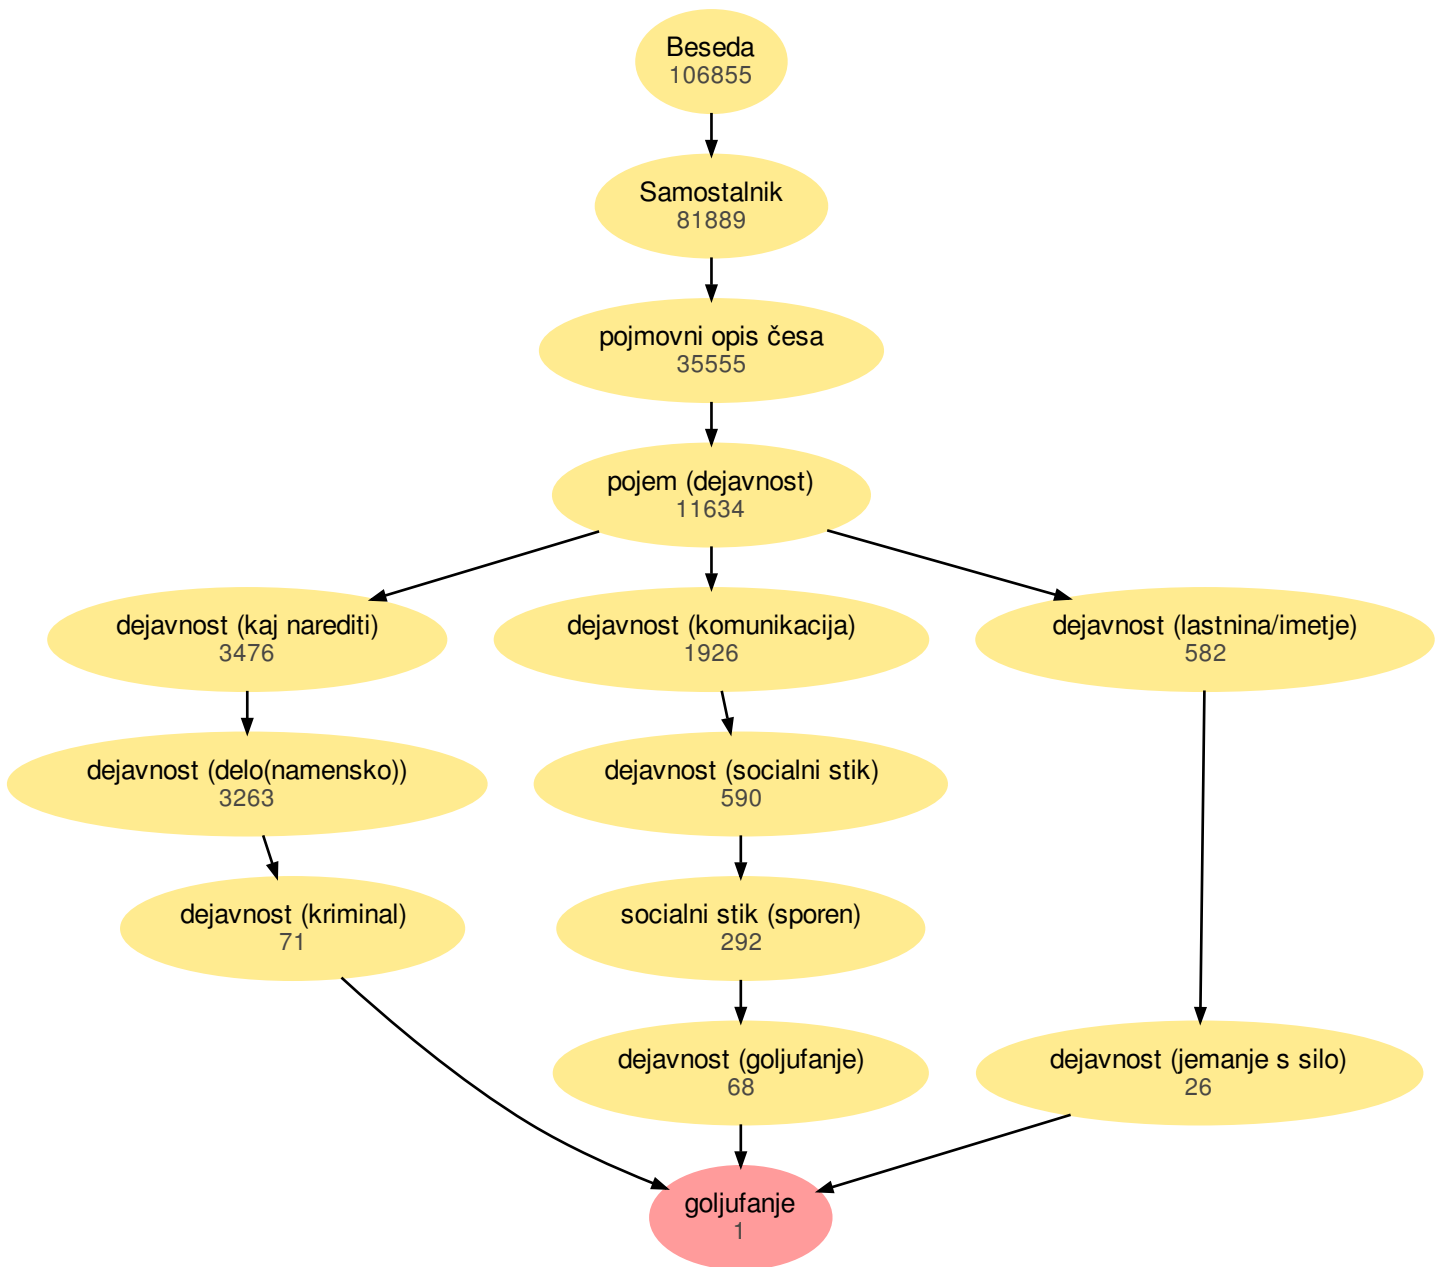 Beseda
106855
Samostalnik
81889
pojmovni opis česa
35555
pojem (dejavnost)
11634
dejavnost (kaj narediti)
3476
dejavnost (komunikacija)
1926
dejavnost (lastnina/imetje)
582
dejavnost (delo(namensko))
3263
dejavnost (socialni stik)
590
dejavnost (kriminal)
71
socialni stik (sporen)
292
dejavnost (goljufanje)
68
dejavnost (jemanje s silo)
26
goljufanje
1